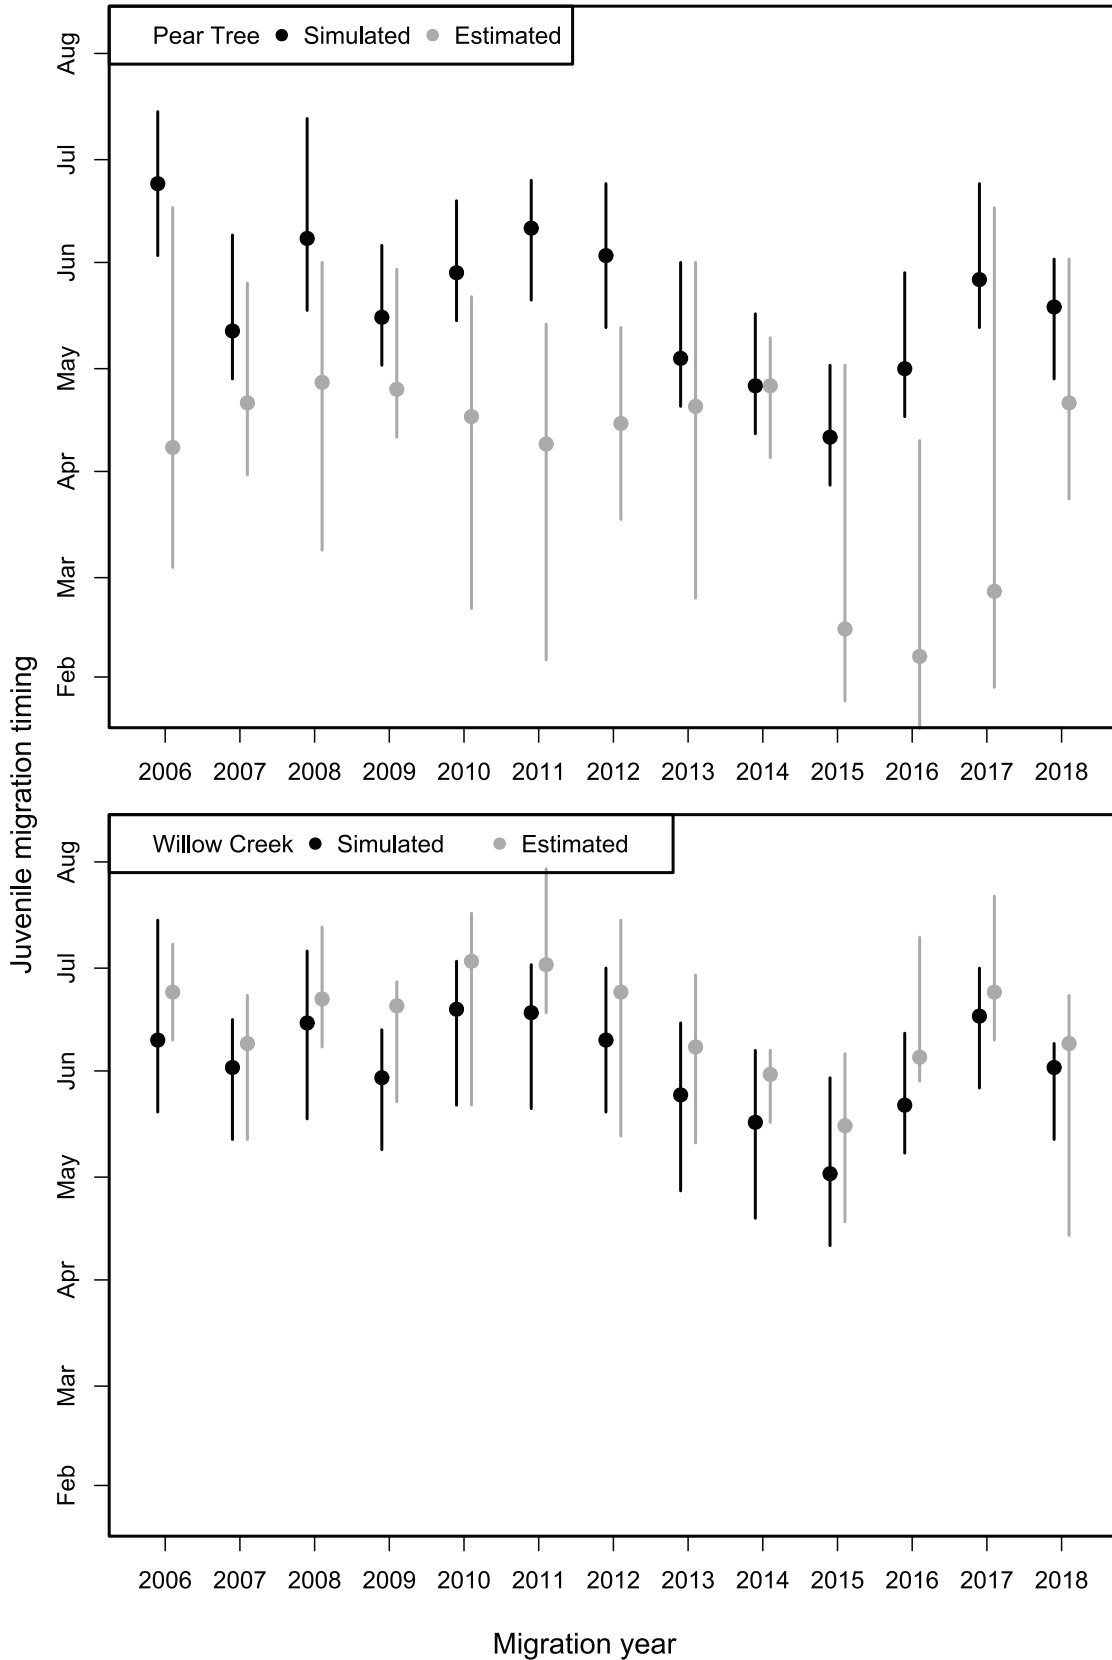 Pear Tree ● Simulated ● Estimated
Aug
Jul
Jun
May
Apr
Mar
Feb
2006 2007 2008 2009 2010 2011 2012 2013 2014 2015 2016 2017 2018
Juvenile migration timing
Willow Creek ● Simulated ● Estimated
Aug
Jul
Jun
May
Apr
Mar
Feb
2006 2007 2008 2009 2010 2011 2012 2013 2014 2015 2016 2017 2018
Migration year